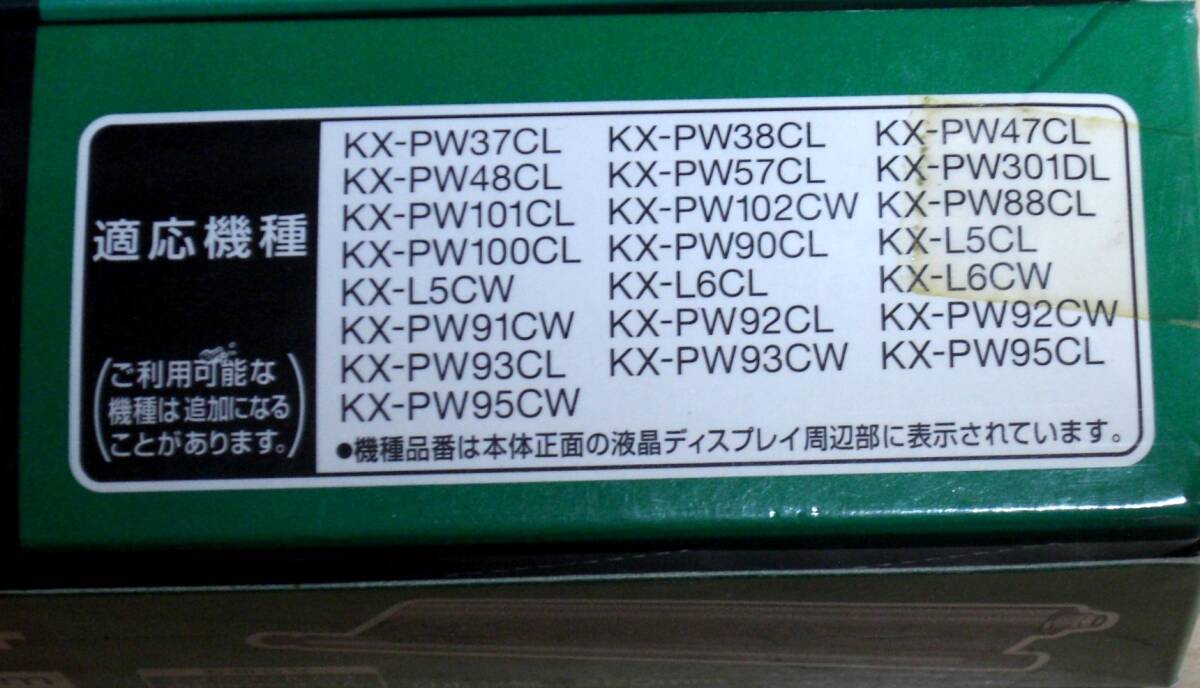 適応機種
(ご利用可能な
機種は追加になる
ことがあります。)
KX-PW37CL KX-PW38CL KX-PW47CL
KX-PW48CL KX-PW57CL KX-PW301DL
KX-PW101CL KX-PW102CW KX-PW88CL
KX-PW100CL KX-PW90CL KX-L5CL
KX-L5CW KX-L6CL KX-L6CW
KX-PW91CW KX-PW92CL KX-PW92CW
KX-PW93CL KX-PW93CW KX-PW95CL
KX-PW95CW
●機種品番は本体正面の液晶ディスプレイ周辺部に表示されています。